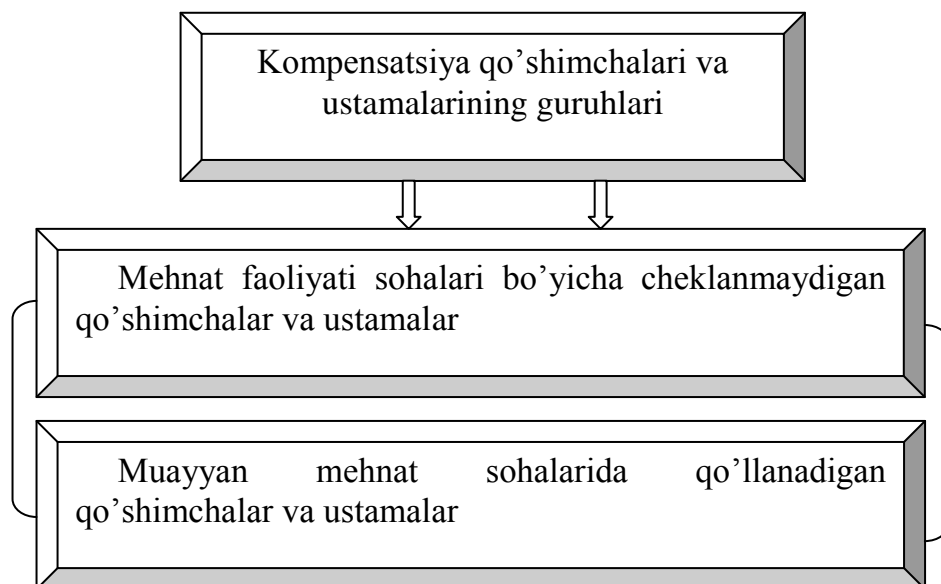 Kompensatsiya qo’shimchalari va
ustamalarining guruhlari
Mehnat faoliyati sohalari bo’yicha cheklanmaydigan
qo’shimchalar va ustamalar
Muayyan mehnat sohalarida qo’llanadigan
qo’shimchalar va ustamalar